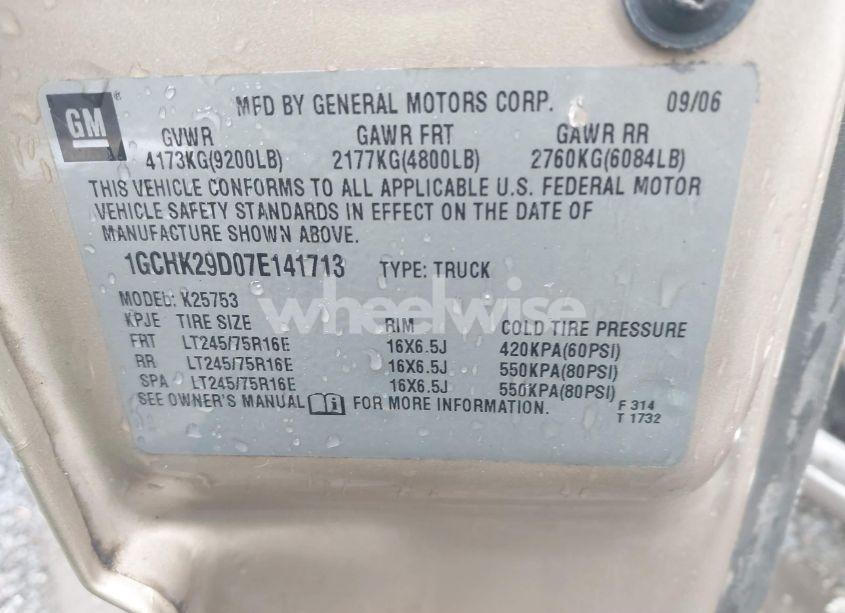 GM
MFD BY GENERAL MOTORS CORP. 09/06
GVWR GAWR FRT GAWR RR
4173KG(9200LB) 2177KG(4800LB) 2760KG(6084LB)
THIS VEHICLE CONFORMS TO ALL APPLICABLE U.S. FEDERAL MOTOR
VEHICLE SAFETY STANDARDS IN EFFECT ON THE DATE OF
MANUFACTURE SHOWN ABOVE.
1GCHK29D07E141713 TYPE: TRUCK
MODEL: K25753
wheelwise
KPJE TIRE SIZE RIM COLD TIRE PRESSURE
FRT LT245/75R16E 16X6.5J 420KPA(60PSI)
RR LT245/75R16E 16X6.5J 550KPA(80PSI)
SPA LT245/75R16E 16X6.5J 550KPA(80PSI)
SEE OWNER'S MANUAL FOR MORE INFORMATION.
F 314
T 1732